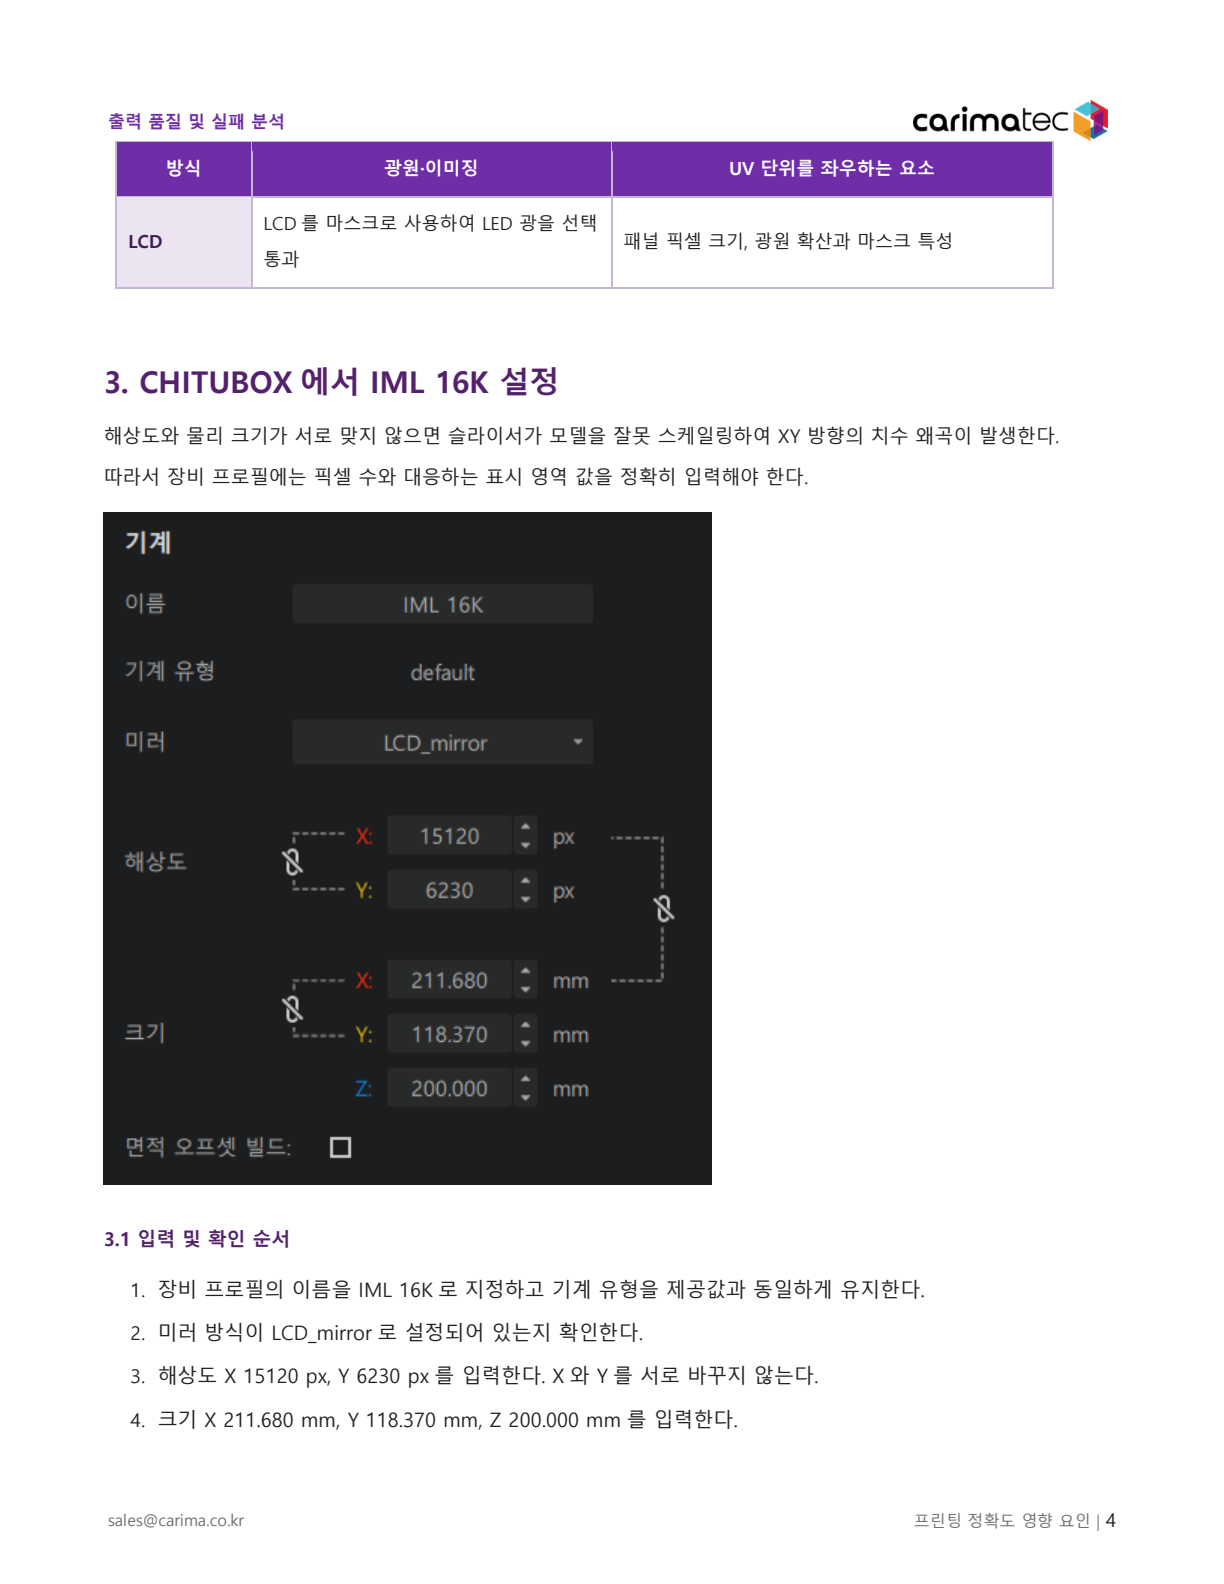 출력 품질 및 실패 분석
carimatec
방식 광원·이미징 UV 단위를 좌우하는 요소
LCD 를 마스크로 사용하여 LED 광을 선택
LCD 패널 픽셀 크기, 광원 확산과 마스크 특성
통과
3. CHITUBOX 에서 IML 16K 설정
해상도와 물리 크기가 서로 맞지 않으면 슬라이서가 모델을 잘못 스케일링하여 XY 방향의 치수 왜곡이 발생한다.
따라서 장비 프로필에는 픽셀 수와 대응하는 표시 영역 값을 정확히 입력해야 한다.
기계
이름 IML 16K
기계 유형 default
미러 LCD_mirror
X: 15120 px
해상도
Y: 6230 px
X: 211.680 mm
크기 Y: 118.370 mm
Z: 200.000 mm
면적 오프셋 빌드:
3.1 입력 및 확인 순서
1. 장비 프로필의 이름을 IML 16K 로 지정하고 기계 유형을 제공값과 동일하게 유지한다.
2. 미러 방식이 LCD_mirror 로 설정되어 있는지 확인한다.
3. 해상도 X 15120 px, Y 6230 px 를 입력한다. X 와 Y 를 서로 바꾸지 않는다.
4. 크기 X 211.680 mm, Y 118.370 mm, Z 200.000 mm 를 입력한다.
sales@carima.co.kr 프린팅 정확도 영향 요인 | 4